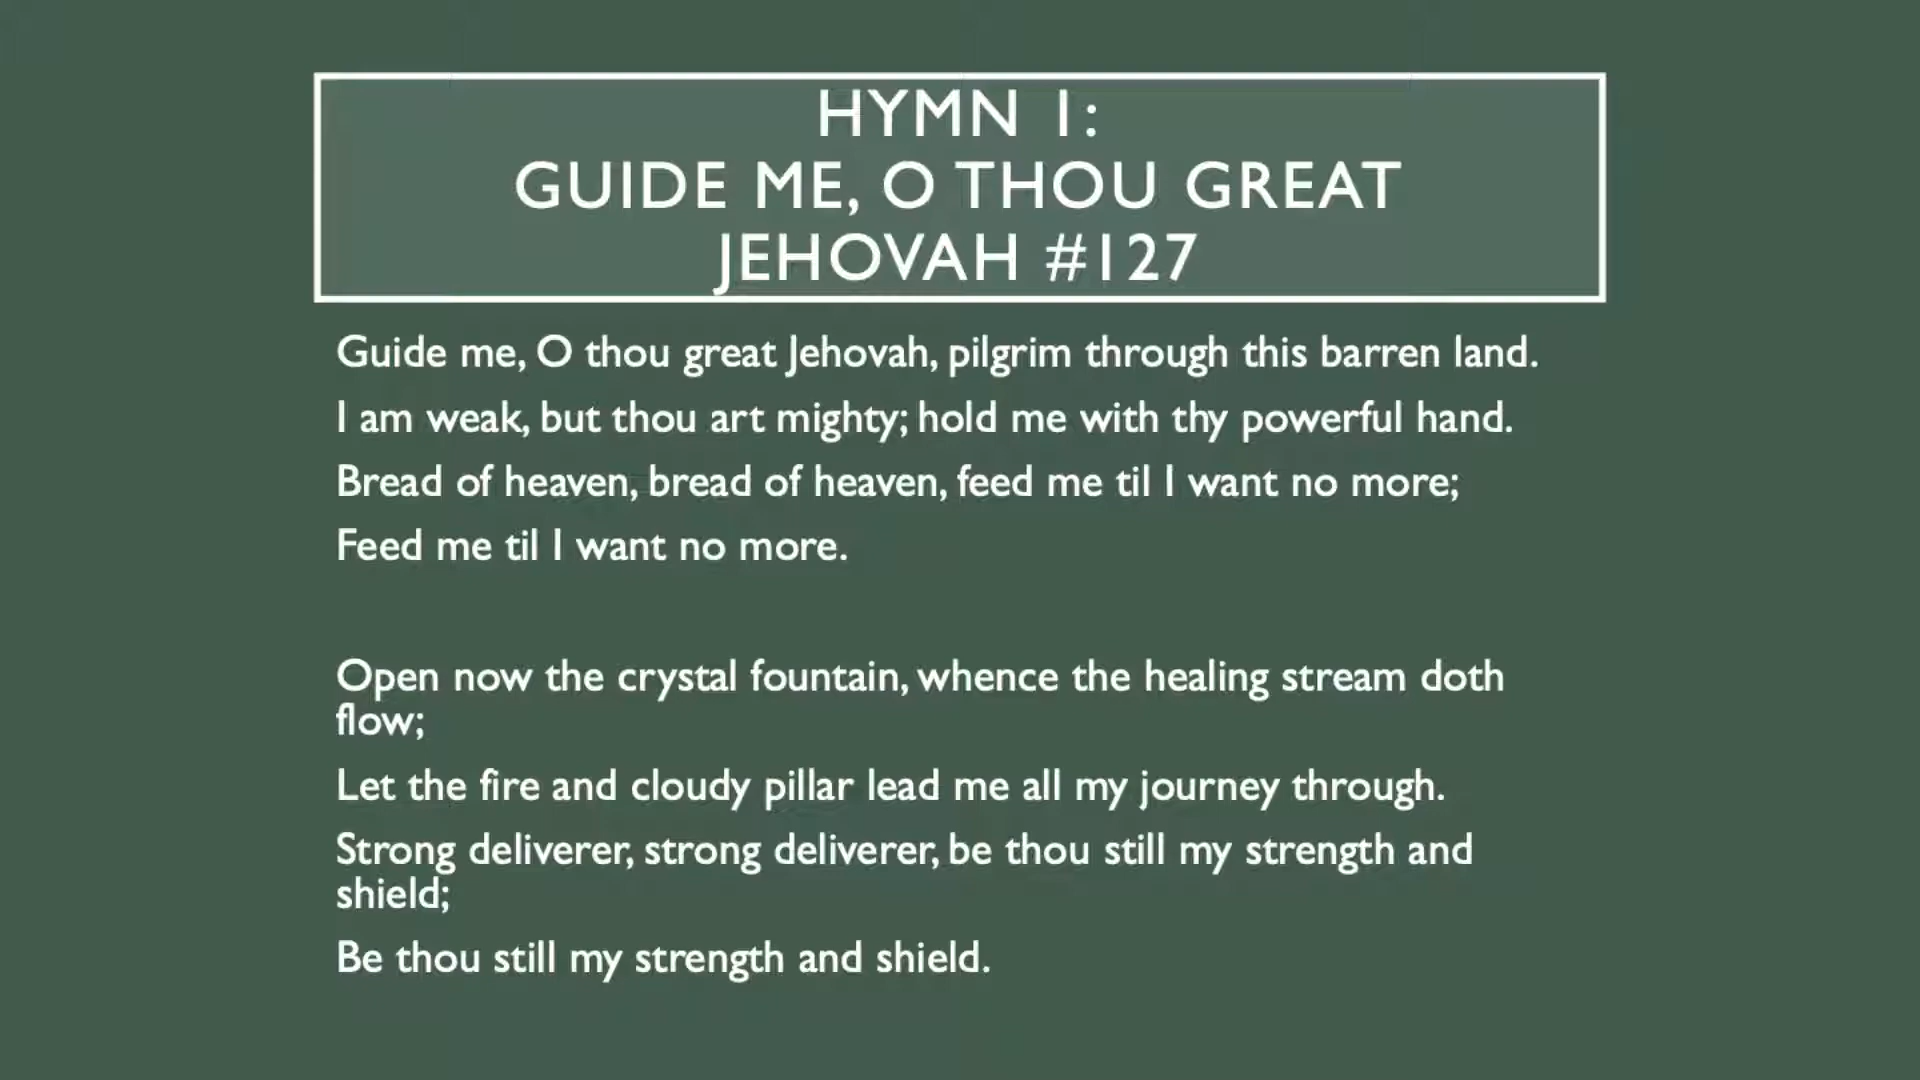 HYMN 1:
GUIDE ME, O THOU GREAT
JEHOVAH #127
Guide me, O thou great Jehovah, pilgrim through this barren land.
I am weak, but thou art mighty; hold me with thy powerful hand.
Bread of heaven, bread of heaven, feed me til I want no more;
Feed me til I want no more.
Open now the crystal fountain, whence the healing stream doth
flow;
Let the fire and cloudy pillar lead me all my journey through.
Strong deliverer, strong deliverer, be thou still my strength and
shield;
Be thou still my strength and shield.